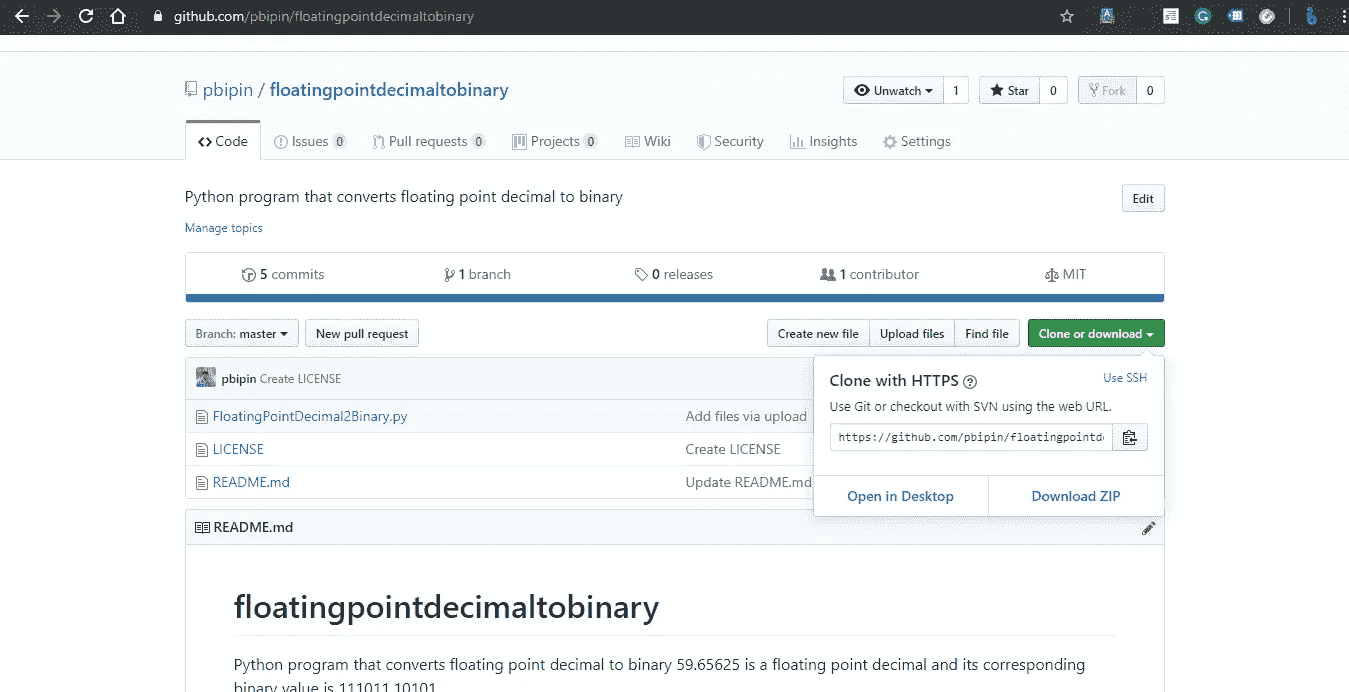 github.com/pbipin/floatingpointdecimaltobinary
pbipin / floatingpointdecimaltobinary
Unwatch 1 Star 0 Fork 0
Code Issues 0 Pull requests 0 Projects 0 Wiki Security Insights Settings
Python program that converts floating point decimal to binary
Edit
Manage topics
5 commits 1 branch 0 releases 1 contributor MIT
Branch: master New pull request Create new file Upload files Find file Clone or download
pbipin Create LICENSE
FloatingPointDecimal2Binary.py Add files via upload
LICENSE Create LICENSE
README.md Update README.md
Clone with HTTPS Use SSH
Use Git or checkout with SVN using the web URL.
https://github.com/pbipin/floatingpointd
Open in Desktop Download ZIP
README.md
floatingpointdecimaltobinary
Python program that converts floating point decimal to binary 59.65625 is a floating point decimal and its corresponding
binary value is 111011.10101